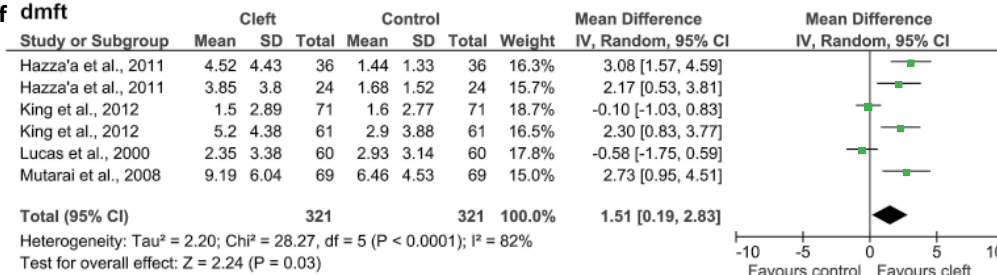 f dmft
Cleft Control Mean Difference Mean Difference
Study or Subgroup Mean SD Total Mean SD Total Weight IV, Random, 95% CI IV, Random, 95% CI
Hazza'a et al., 2011 4.52 4.43 36 1.44 1.33 36 16.3% 3.08 [1.57, 4.59]
Hazza'a et al., 2011 3.85 3.8 24 1.68 1.52 24 15.7% 2.17 [0.53, 3.81]
King et al., 2012 1.5 2.89 71 1.6 2.77 71 18.7% -0.10 [-1.03, 0.83]
King et al., 2012 5.2 4.38 61 2.9 3.88 61 16.5% 2.30 [0.83, 3.77]
Lucas et al., 2000 2.35 3.38 60 2.93 3.14 60 17.8% -0.58 [-1.75, 0.59]
Mutarai et al., 2008 9.19 6.04 69 6.46 4.53 69 15.0% 2.73 [0.95, 4.51]
Total (95% CI) 321 321 100.0% 1.51 [0.19, 2.83]
Heterogeneity: Tau² = 2.20; Chi² = 28.27, df = 5 (P < 0.0001); I² = 82%
Test for overall effect: Z = 2.24 (P = 0.03)
-10 -5 0 5 10
Favours control Favours cleft